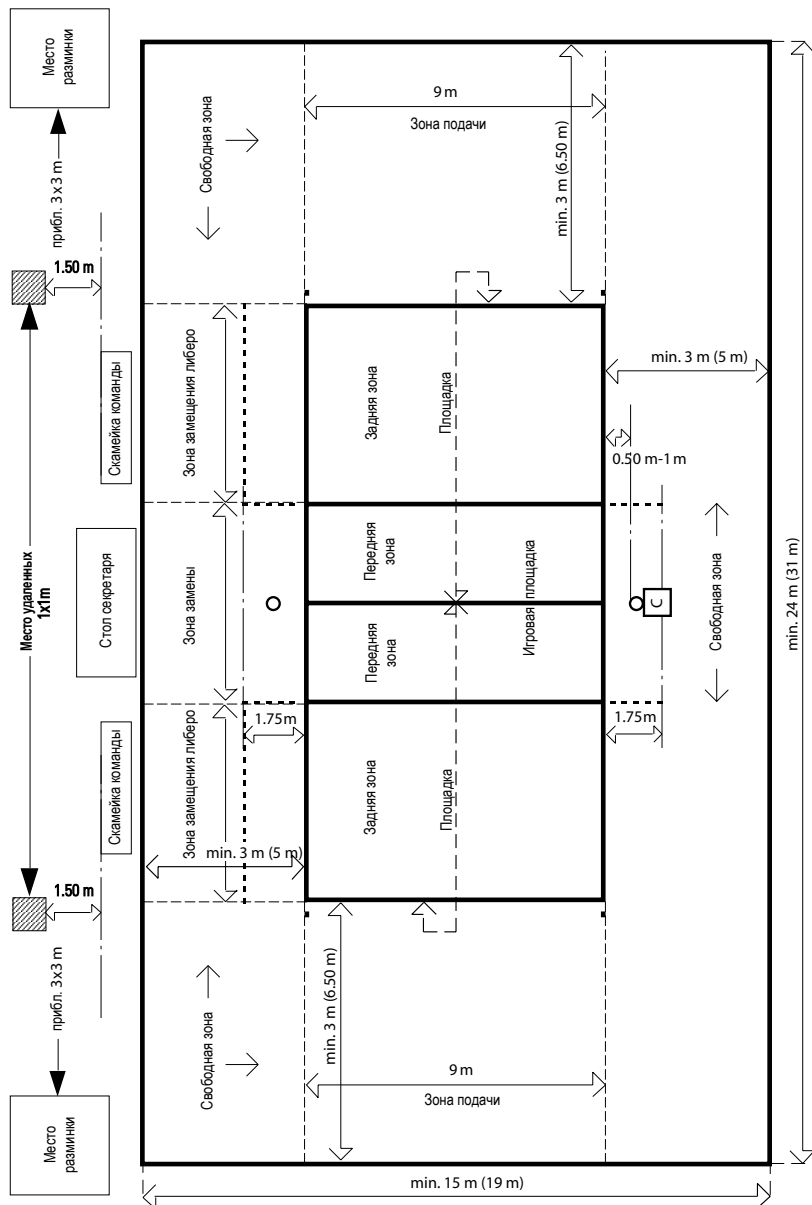 Место
разминки
прибл. 3x3 m
1.50 m
Место удаленных
1x1m
1.50 m
прибл. 3x3 m
Место
разминки
Скамейка команды
Стол секретаря
Скамейка команды
Свободная зона
Зона замещения либеро
Зона замены
Зона замещения либеро
Свободная зона
9 m
Зона подачи
min. 3 m (6.50 m)
min. 3 m (5 m)
0.50 m-1 m
Задняя зона
Площадка
Передняя
зона
Игровая площадка
Передняя
зона
Задняя зона
Площадка
C
Свободная зона
1.75m
1.75m
min. 3 m (5 m)
min. 3 m (6.50 m)
9 m
Зона подачи
min. 24 m (31 m)
min. 15 m (19 m)